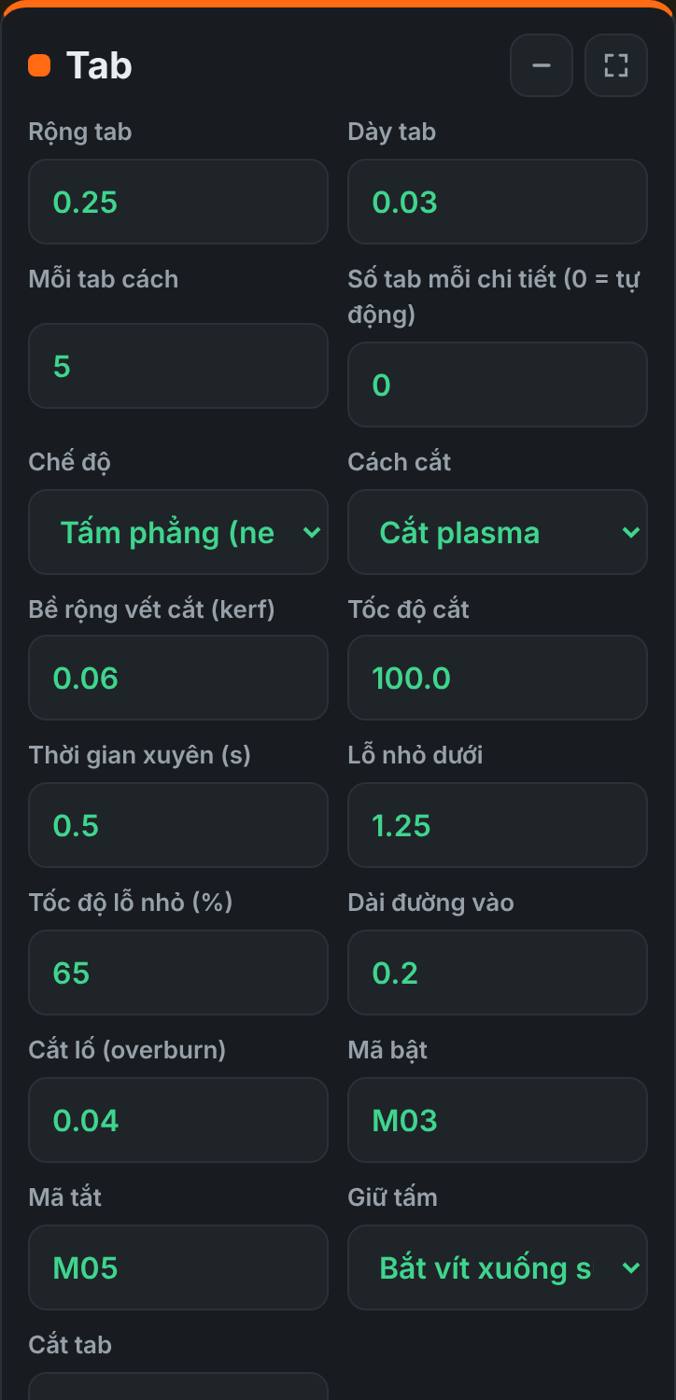 Tab
Rộng tab
Dày tab
0.25
0.03
Mỗi tab cách
Số tab mỗi chi tiết (0 = tự
động)
5
0
Chế độ
Cách cắt
Tấm phẳng (ne
Cắt plasma
Bề rộng vết cắt (kerf)
Tốc độ cắt
0.06
100.0
Thời gian xuyên (s)
Lỗ nhỏ dưới
0.5
1.25
Tốc độ lỗ nhỏ (%)
Dài đường vào
65
0.2
Cắt lố (overburn)
Mã bật
0.04
M03
Mã tắt
Giữ tấm
M05
Bắt vít xuống s
Cắt tab